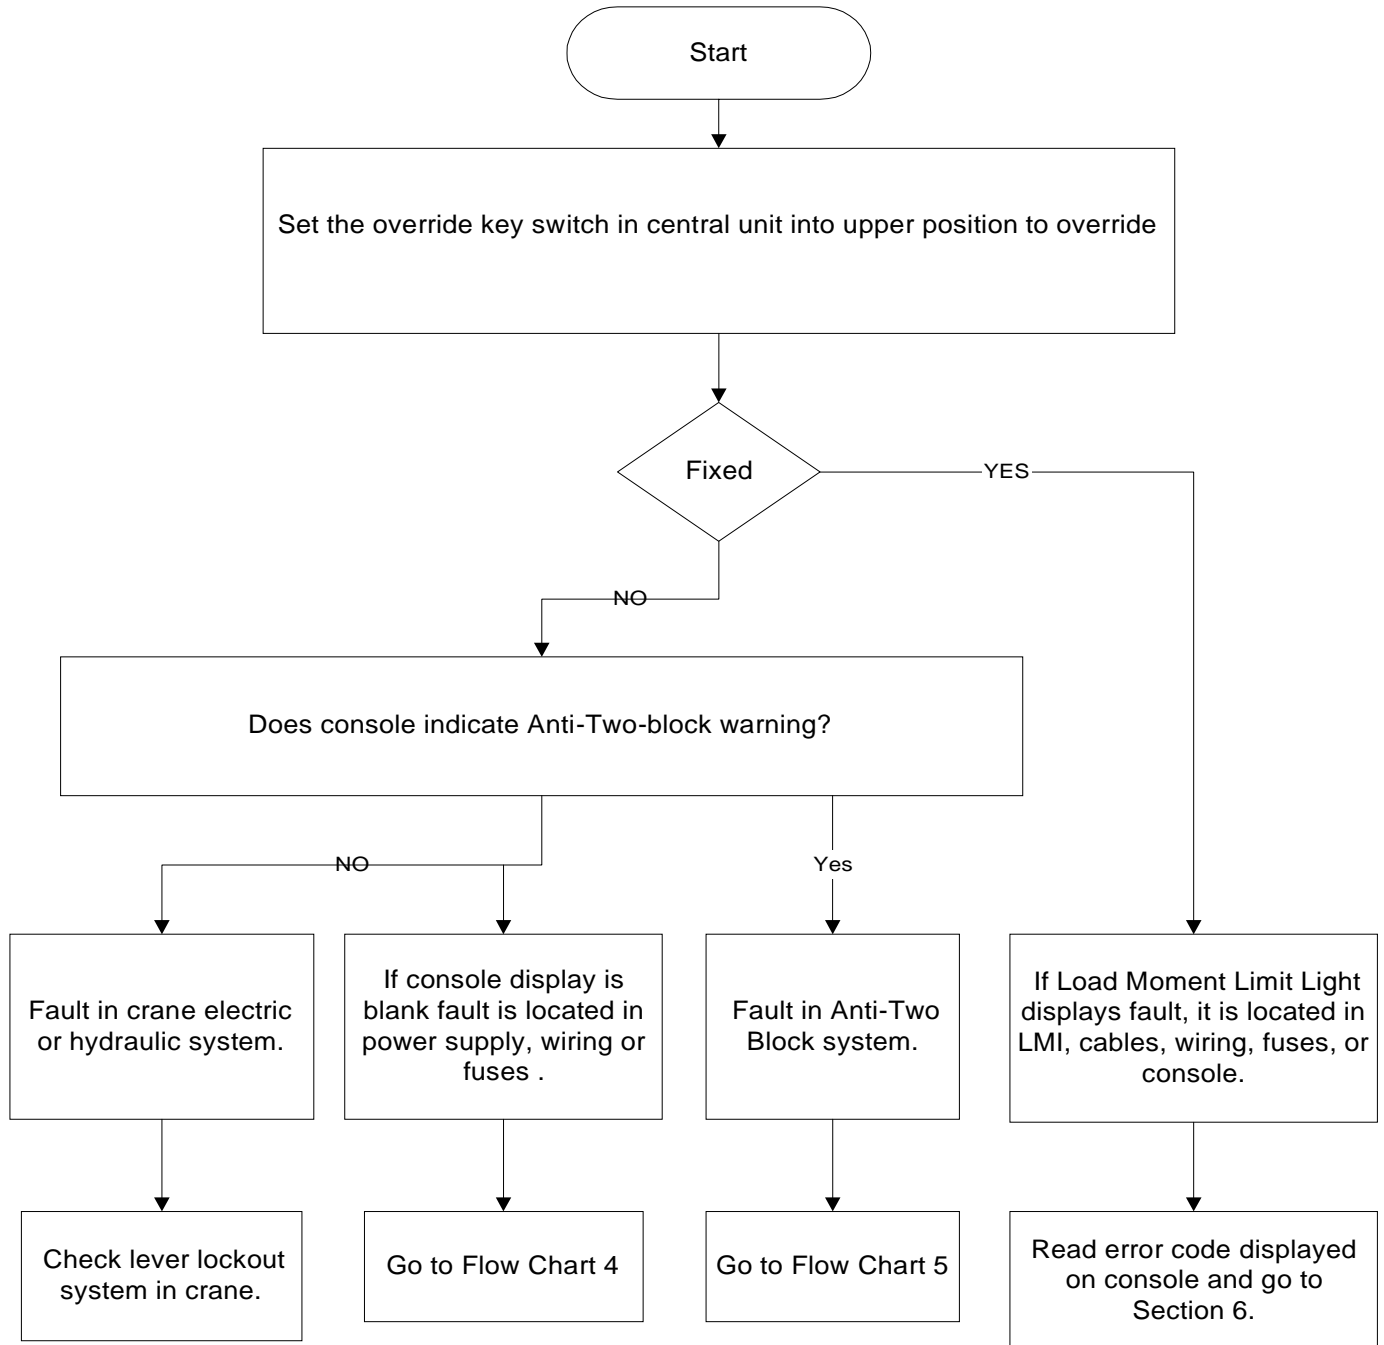 Start
Set the override key switch in central unit into upper position to override
Fixed
YES
NO
Does console indicate Anti-Two-block warning?
NO
Yes
Fault in crane electric
or hydraulic system.
If console display is
blank fault is located in
power supply, wiring or
fuses .
Fault in Anti-Two
Block system.
If Load Moment Limit Light
displays fault, it is located in
LMI, cables, wiring, fuses, or
console.
Check lever lockout
system in crane.
Go to Flow Chart 4
Go to Flow Chart 5
Read error code displayed
on console and go to
Section 6.